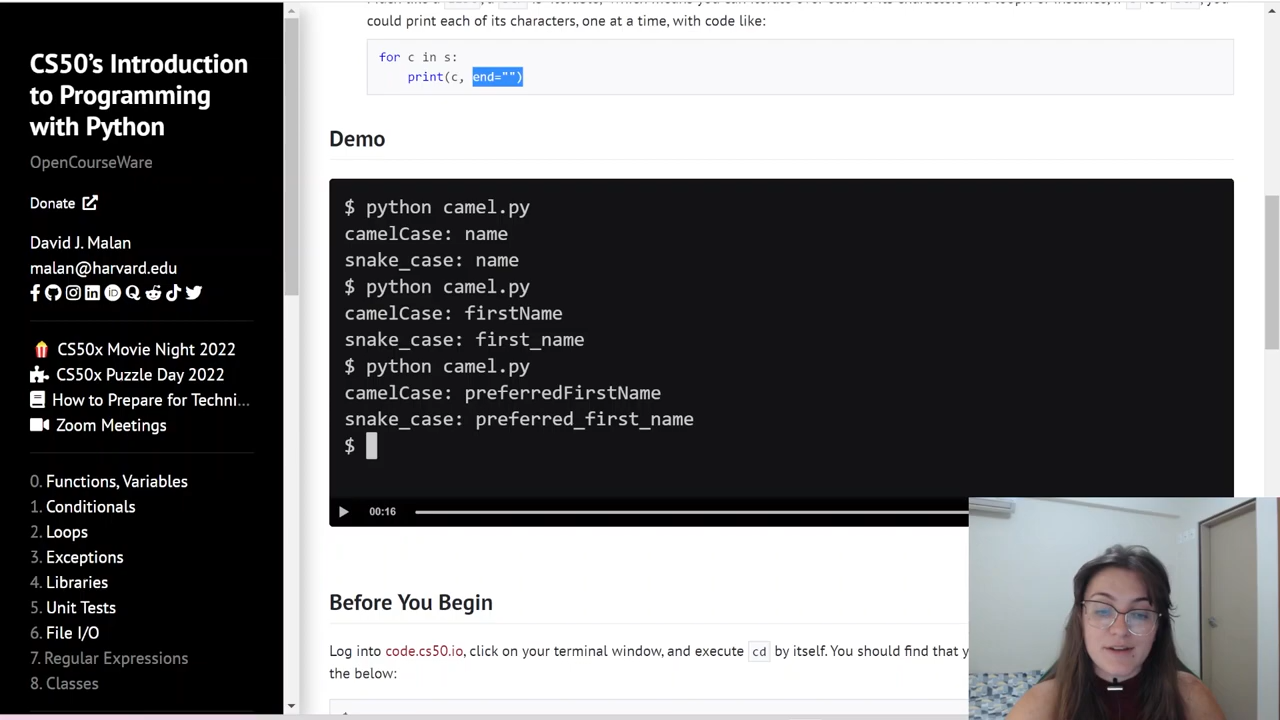 CS50's Introduction
to Programming
with Python
OpenCourseWare
Donate
David J. Malan
malan@harvard.edu
CS50x Movie Night 2022
CS50x Puzzle Day 2022
How to Prepare for Techni...
Zoom Meetings
0. Functions, Variables
1. Conditionals
2. Loops
3. Exceptions
4. Libraries
5. Unit Tests
6. File I/O
7. Regular Expressions
8. Classes
could print each of its characters, one at a time, with code like:
for c in s:
    print(c, end="")
Demo
$ python camel.py
camelCase: name
snake_case: name
$ python camel.py
camelCase: firstName
snake_case: first_name
$ python camel.py
camelCase: preferredFirstName
snake_case: preferred_first_name
$
00:16
Before You Begin
Log into code.cs50.io, click on your terminal window, and execute cd by itself. You should find that y
the below: